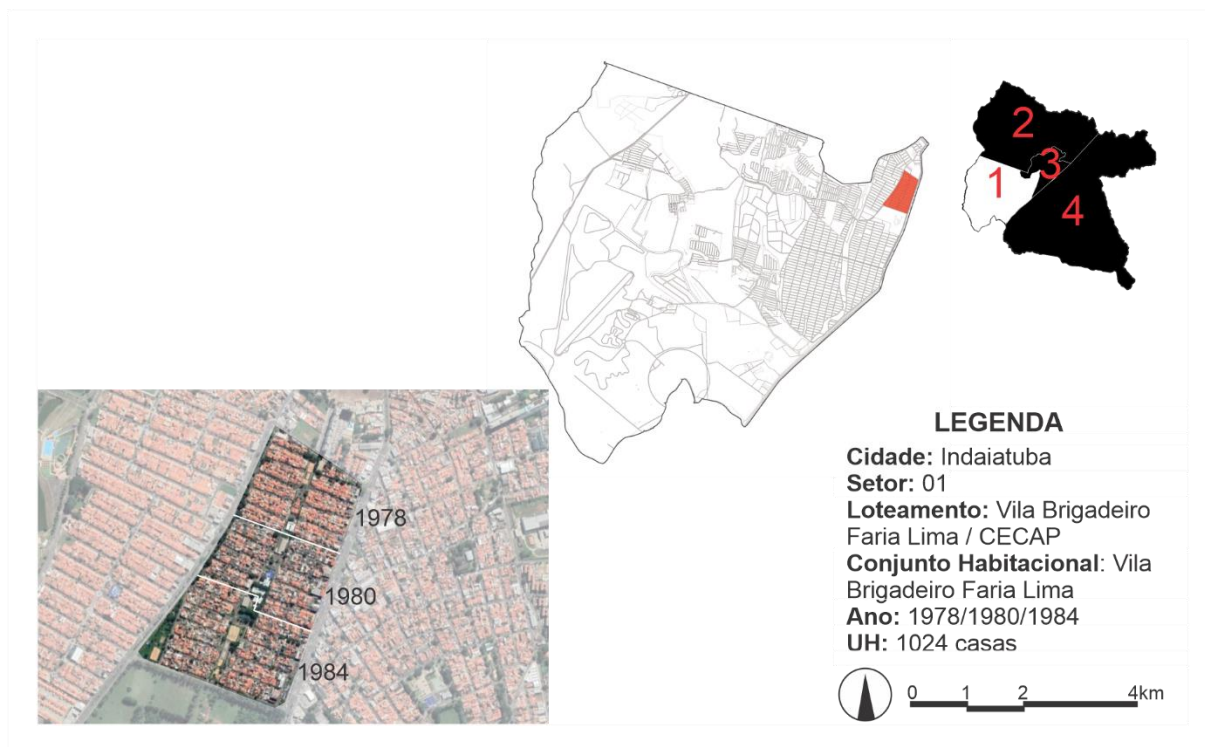 2
3
1
4
1978
1980
1984
LEGENDA
Cidade: Indaiatuba
Setor: 01
Loteamento: Vila Brigadeiro
Faria Lima / CECAP
Conjunto Habitacional: Vila
Brigadeiro Faria Lima
Ano: 1978/1980/1984
UH: 1024 casas
0 1 2 4km